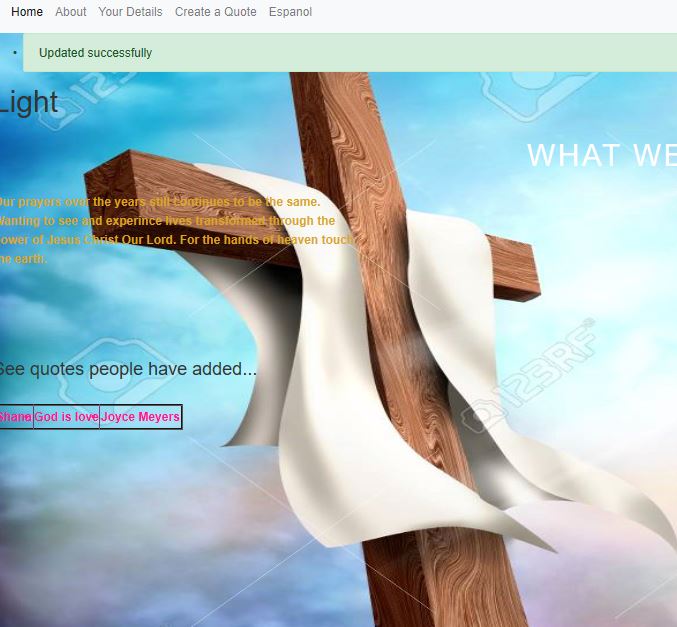 Home About Your Details Create a Quote Espanol
Updated successfully
Light
WHAT WE
Our prayers over the years still continues to be the same.
Wanting to see and experince lives transformed through the
power of Jesus Christ Our Lord. For the hands of heaven touch
the earth.
See quotes people have added...
Shana God is love Joyce Meyers
123RF